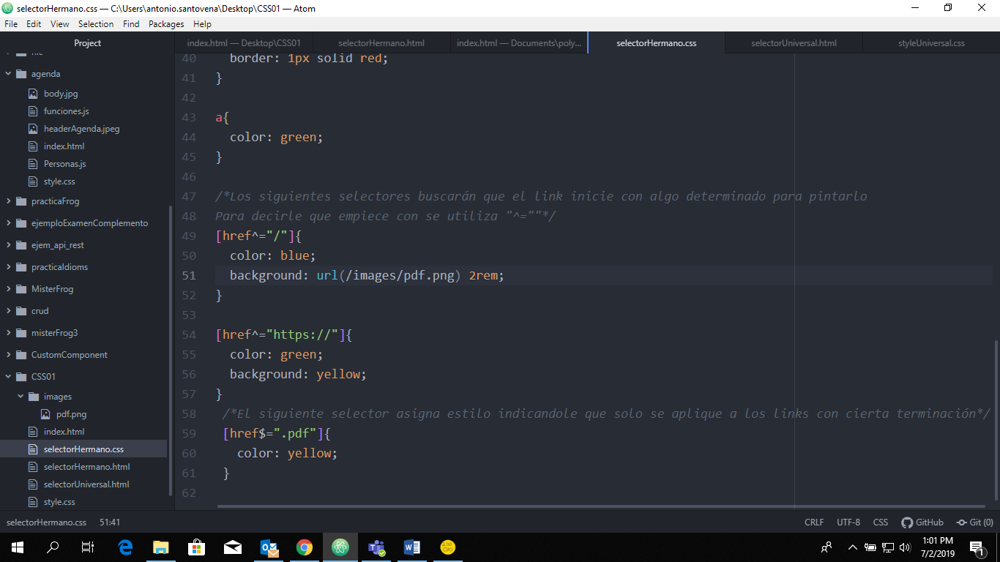 selectorHermano.css — C:\Users\antonio.santovena\Desktop\CSS01 — Atom
File Edit View Selection Find Packages Help
Project
index.html — Desktop\CSS01
selectorHermano.html
index.html — Documents\poly...
selectorHermano.css
selectorUniversal.html
styleUniversal.css
agenda
body.jpg
funciones.js
headerAgenda.jpeg
index.html
Personas.js
style.css
practicaFrog
ejemploExamenComplemento
ejem_api_rest
practicaIdioms
MisterFrog
crud
misterFrog3
CustomComponent
CSS01
images
pdf.png
index.html
selectorHermano.css
selectorHermano.html
selectorUniversal.html
style.css
40 border: 1px solid red;
41 }
42
43 a{
44 color: green;
45 }
46
47 /*Los siguientes selectores buscarán que el link inicie con algo determinado para pintarlo
48 Para decirle que empiece con se utiliza "^=""*/
49 [href^="/"]{
50 color: blue;
51 background: url(/images/pdf.png) 2rem;
52 }
53
54 [href^="https://"]{
55 color: green;
56 background: yellow;
57 }
58 /*El siguiente selector asigna estilo indicandole que solo se aplique a los links con cierta terminación*/
59 [href$=".pdf"]{
60 color: yellow;
61 }
62
selectorHermano.css 51:41
CRLF UTF-8 CSS GitHub Git (0)
1:01 PM
7/2/2019